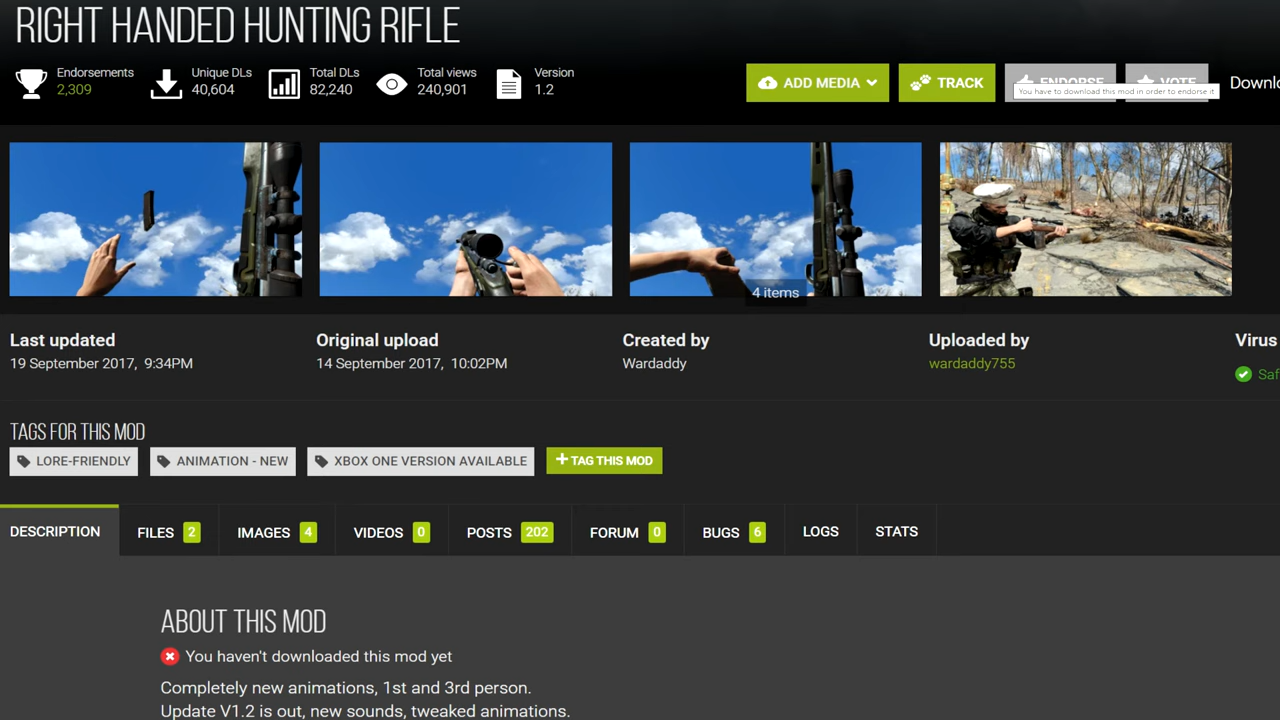 RIGHT HANDED HUNTING RIFLE
Endorsements
2,309
Unique DLs
40,604
Total DLs
82,240
Total views
240,901
Version
1.2
ADD MEDIA
TRACK
ENDORSE
VOTE
You have to download this mod in order to endorse it
4 items
Last updated
19 September 2017, 9:34PM
Original upload
14 September 2017, 10:02PM
Created by
Wardaddy
Uploaded by
wardaddy755
Virus
TAGS FOR THIS MOD
LORE-FRIENDLY
ANIMATION - NEW
XBOX ONE VERSION AVAILABLE
+ TAG THIS MOD
DESCRIPTION
FILES 2
IMAGES 4
VIDEOS 0
POSTS 202
FORUM 0
BUGS 6
LOGS
STATS
ABOUT THIS MOD
You haven't downloaded this mod yet
Completely new animations, 1st and 3rd person.
Update V1.2 is out, new sounds, tweaked animations.